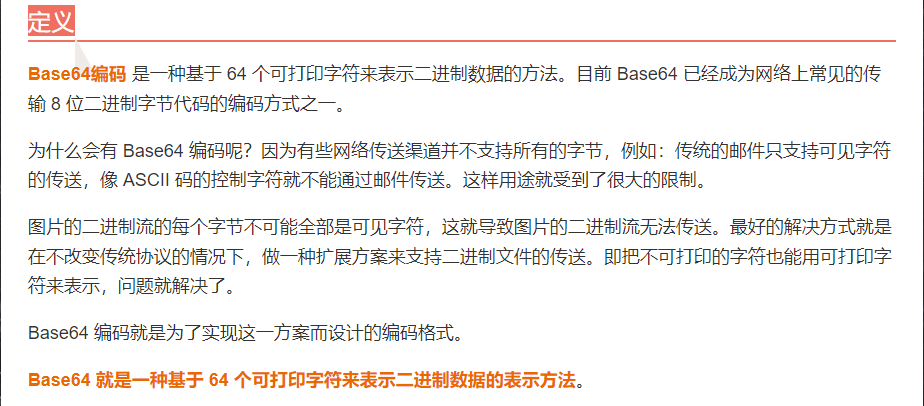 定义
Base64编码 是一种基于 64 个可打印字符来表示二进制数据的方法。目前 Base64 已经成为网络上常见的传
输 8 位二进制字节代码的编码方式之一。
为什么会有 Base64 编码呢？因为有些网络传送渠道并不支持所有的字节，例如：传统的邮件只支持可见字符
的传送，像 ASCII 码的控制字符就不能通过邮件传送。这样用途就受到了很大的限制。
图片的二进制流的每个字节不可能全部是可见字符，这就导致图片的二进制流无法传送。最好的解决方式就是
在不改变传统协议的情况下，做一种扩展方案来支持二进制文件的传送。即把不可打印的字符也能用可打印字
符来表示，问题就解决了。
Base64 编码就是为了实现这一方案而设计的编码格式。
Base64 就是一种基于 64 个可打印字符来表示二进制数据的表示方法。